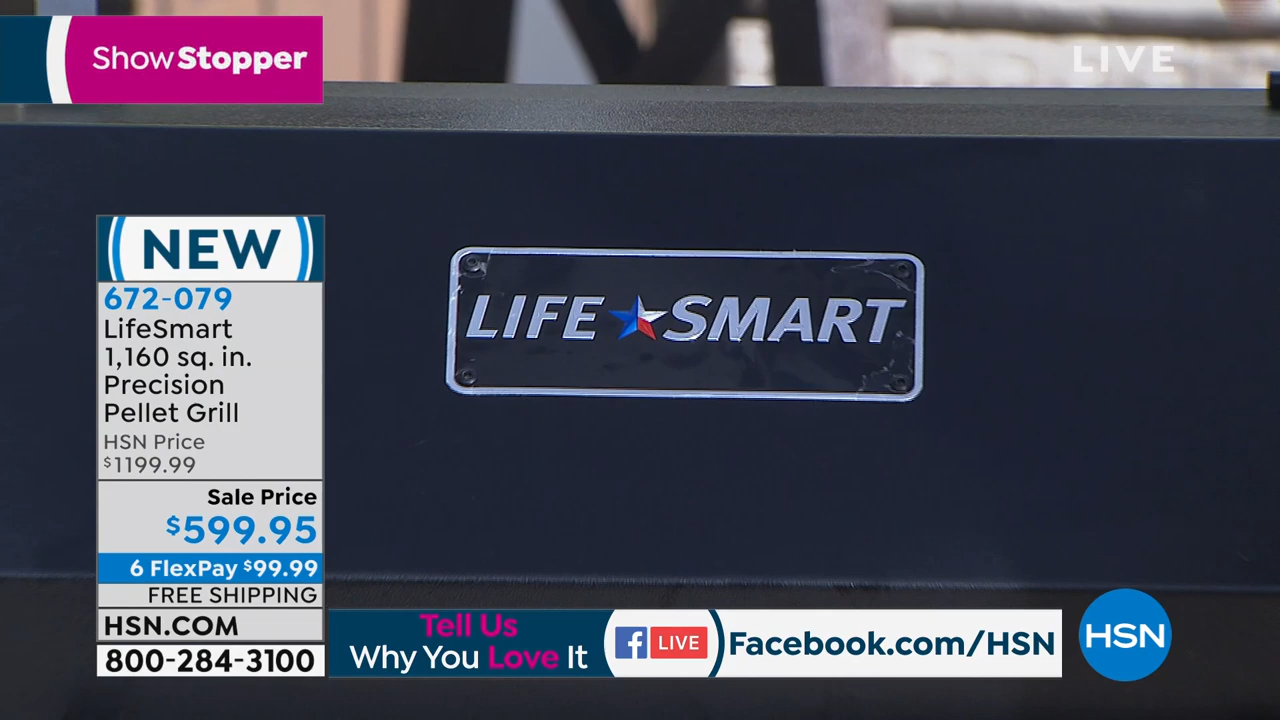 Show Stopper
LIVE
NEW
672-079
LifeSmart
1,160 sq. in.
Precision
Pellet Grill
HSN Price
$1199.99
Sale Price
$599.95
6 FlexPay $99.99
FREE SHIPPING
HSN.COM
800-284-3100
LIFE SMART
Tell Us
Why You Love It
f LIVE
Facebook.com/HSN
HSN